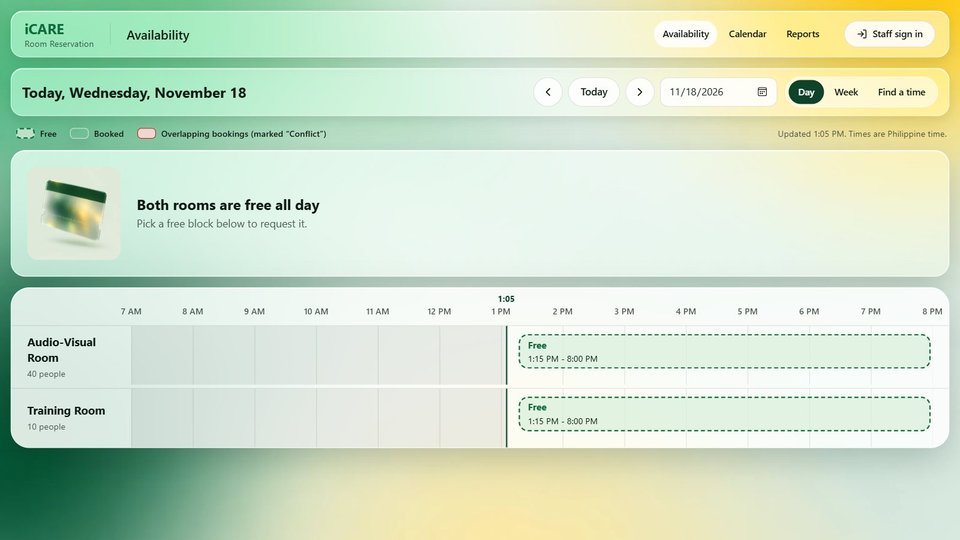 iCARE
Room Reservation
Availability
Availability
Calendar
Reports
Staff sign in
Today, Wednesday, November 18
Today
11/18/2026
Day
Week
Find a time
Free
Booked
Overlapping bookings (marked "Conflict")
Updated 1:05 PM. Times are Philippine time.
Both rooms are free all day
Pick a free block below to request it.
1:05
7 AM
8 AM
9 AM
10 AM
11 AM
12 PM
1 PM
2 PM
3 PM
4 PM
5 PM
6 PM
7 PM
8 PM
Audio-Visual
Room
40 people
Free
1:15 PM - 8:00 PM
Training Room
10 people
Free
1:15 PM - 8:00 PM